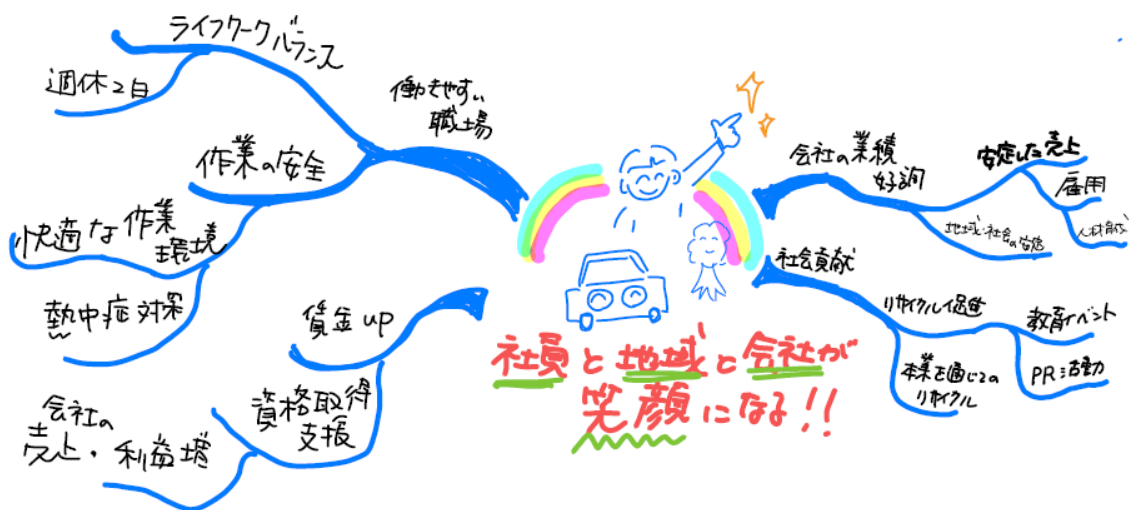 ライフワークバランス
週休2日
働きやすい
職場
作業の安全
快適な作業
環境
熱中症対策
賃金up
資格取得
支援
会社の
売上・利益増
会社の業績
好調
安定した売上
雇用
人材育成
地域・社会の安定
社会貢献
リサイクル促進
教育イベント
PR活動
本業を通じての
リサイクル
社員と地域と会社が
笑顔になる!!